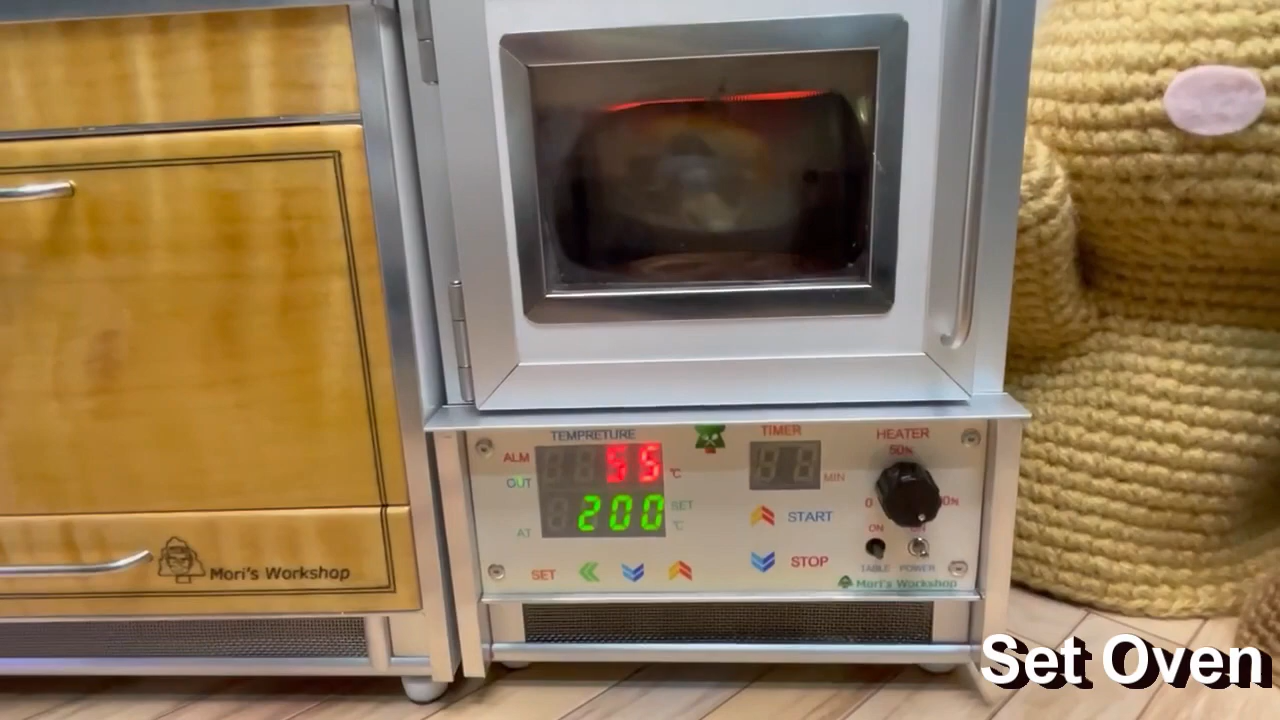 TEMPRETURE
TIMER
HEATER
ALM
55
°C
50%
OUT
MIN
200
SET
°C
0
START
AT
ON
SET
STOP
TABLE
POWER
Mori's Workshop
Mori's Workshop
Set Oven